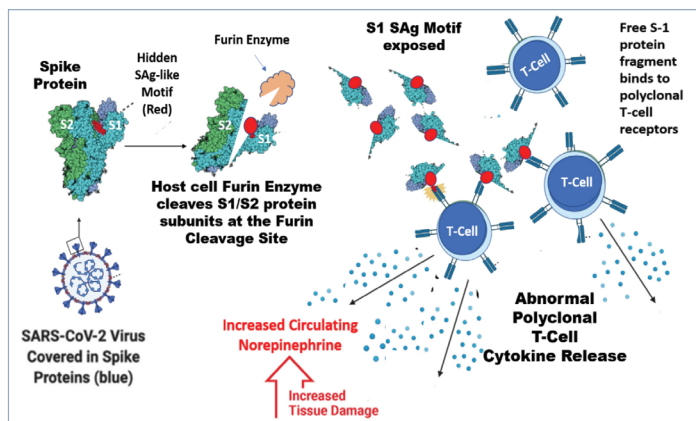 Spike
Protein
Hidden
SAg-like
Motif
(Red)
Furin Enzyme
S2
S1
S2
S1
Host cell Furin Enzyme
cleaves S1/S2 protein
subunits at the Furin
Cleavage Site
SARS-CoV-2 Virus
Covered in Spike
Proteins (blue)
S1 SAg Motif
exposed
T-Cell
Free S-1
protein
fragment
binds to
polyclonal
T-cell
receptors
T-Cell
T-Cell
Increased Circulating
Norepinephrine
Increased
Tissue Damage
Abnormal
Polyclonal
T-Cell
Cytokine Release